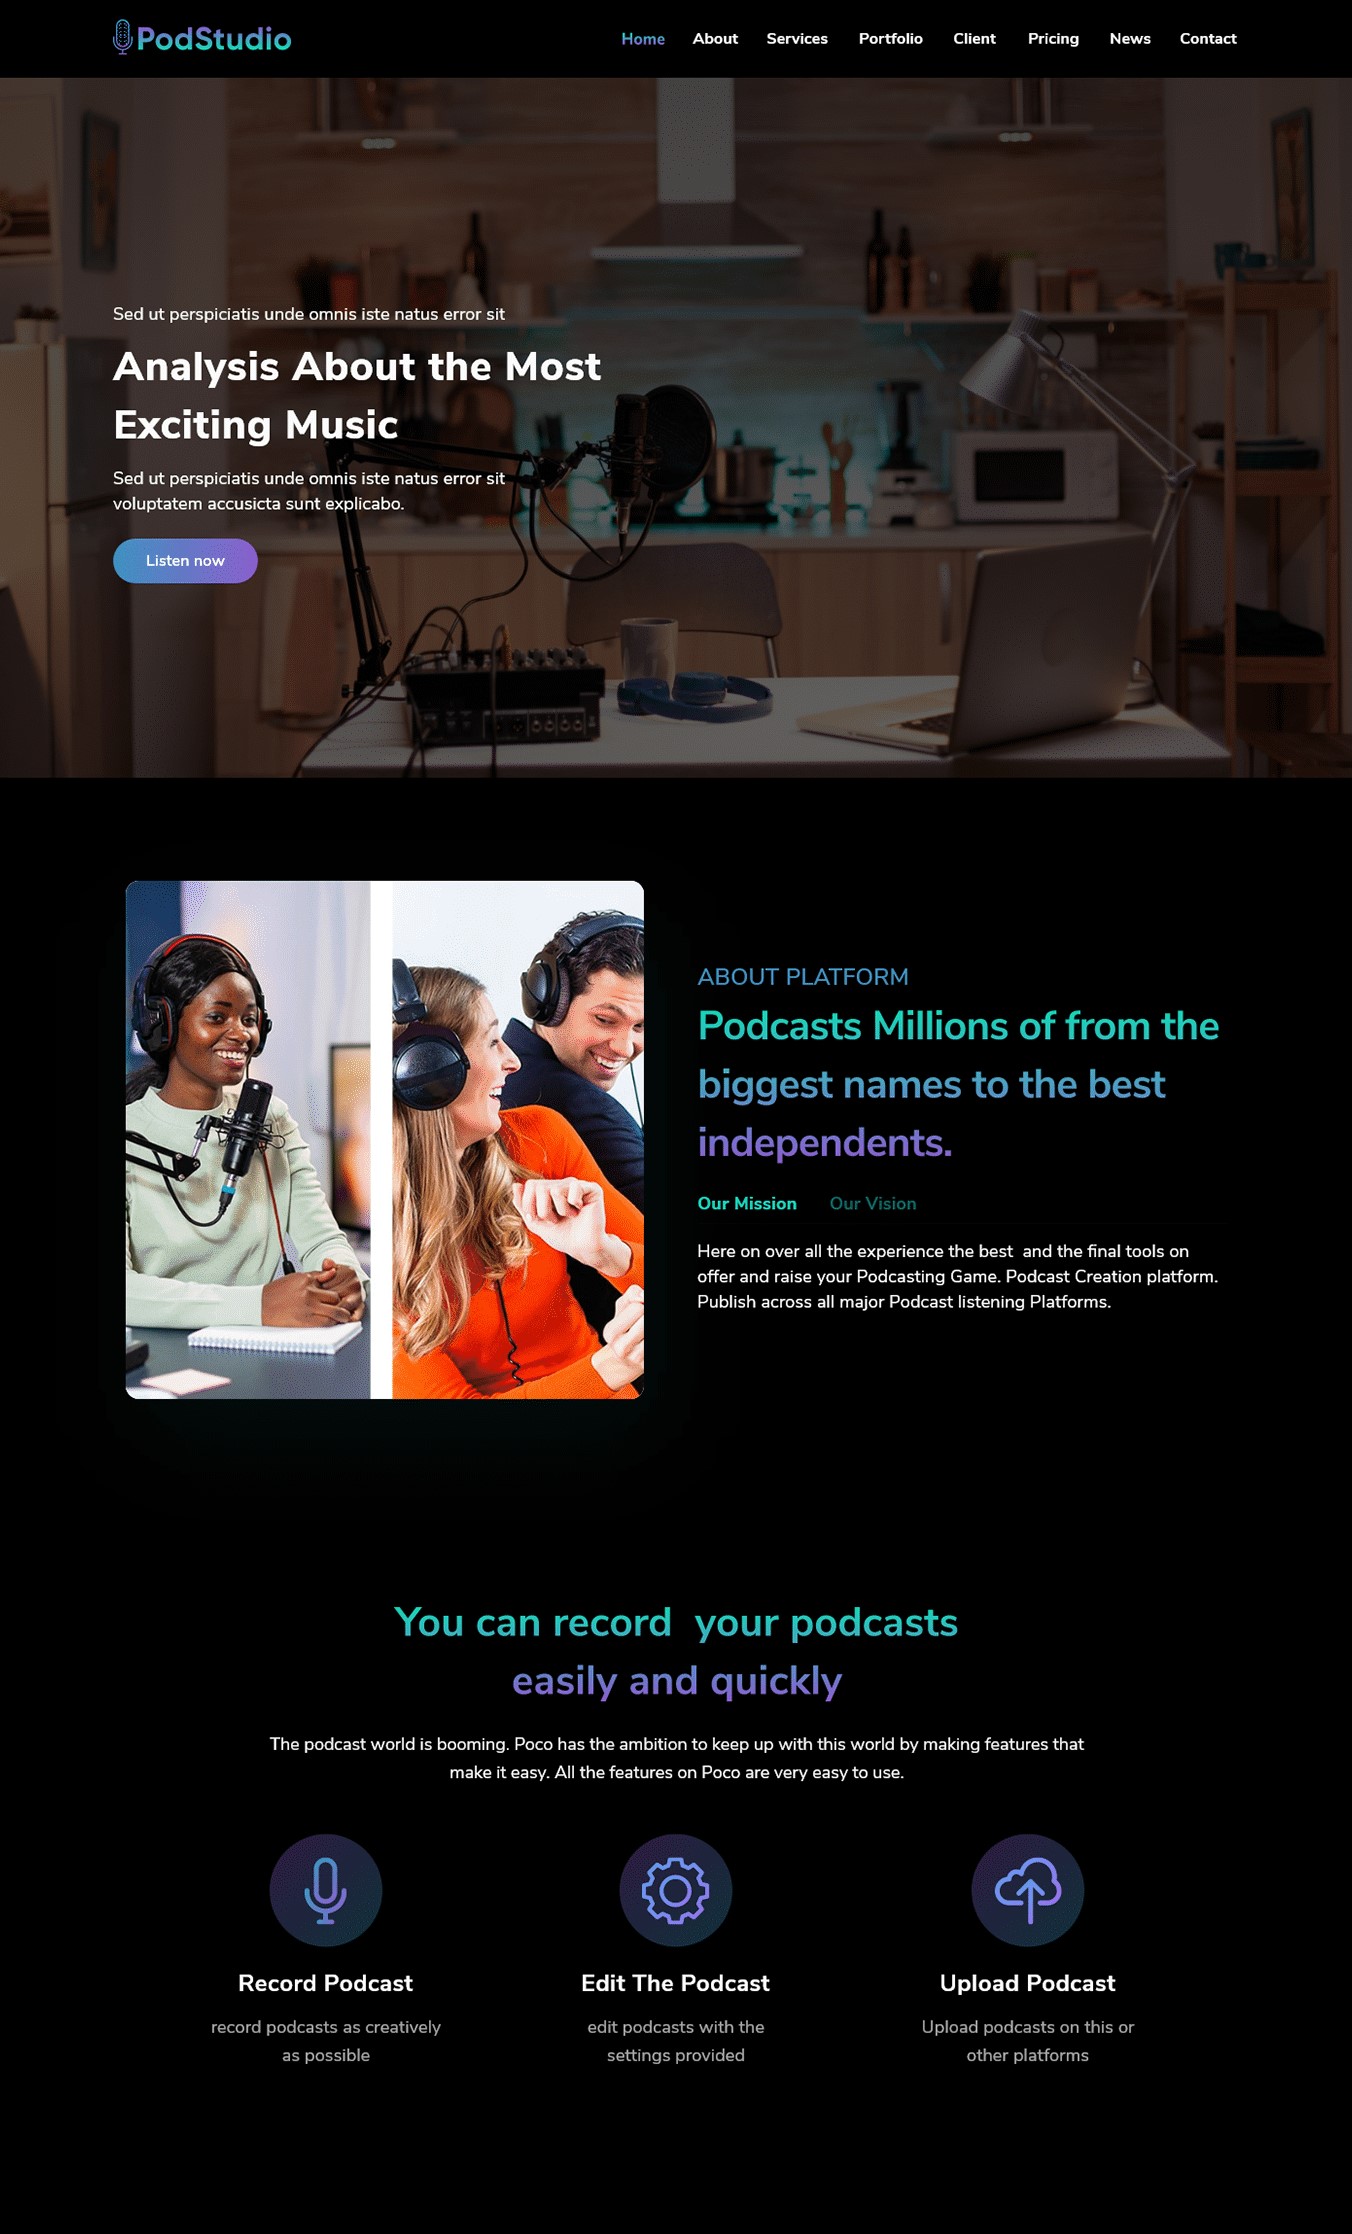 PodStudio
Home About Services Portfolio Client Pricing News Contact
Sed ut perspiciatis unde omnis iste natus error sit
Analysis About the Most
Exciting Music
Sed ut perspiciatis unde omnis iste natus error sit
voluptatem accusicta sunt explicabo.
Listen now
ABOUT PLATFORM
Podcasts Millions of from the
biggest names to the best
independents.
Our Mission Our Vision
Here on over all the experience the best  and the final tools on
offer and raise your Podcasting Game. Podcast Creation platform.
Publish across all major Podcast listening Platforms.
You can record  your podcasts
easily and quickly
The podcast world is booming. Poco has the ambition to keep up with this world by making features that
make it easy. All the features on Poco are very easy to use.
Record Podcast
record podcasts as creatively
as possible
Edit The Podcast
edit podcasts with the
settings provided
Upload Podcast
Upload podcasts on this or
other platforms